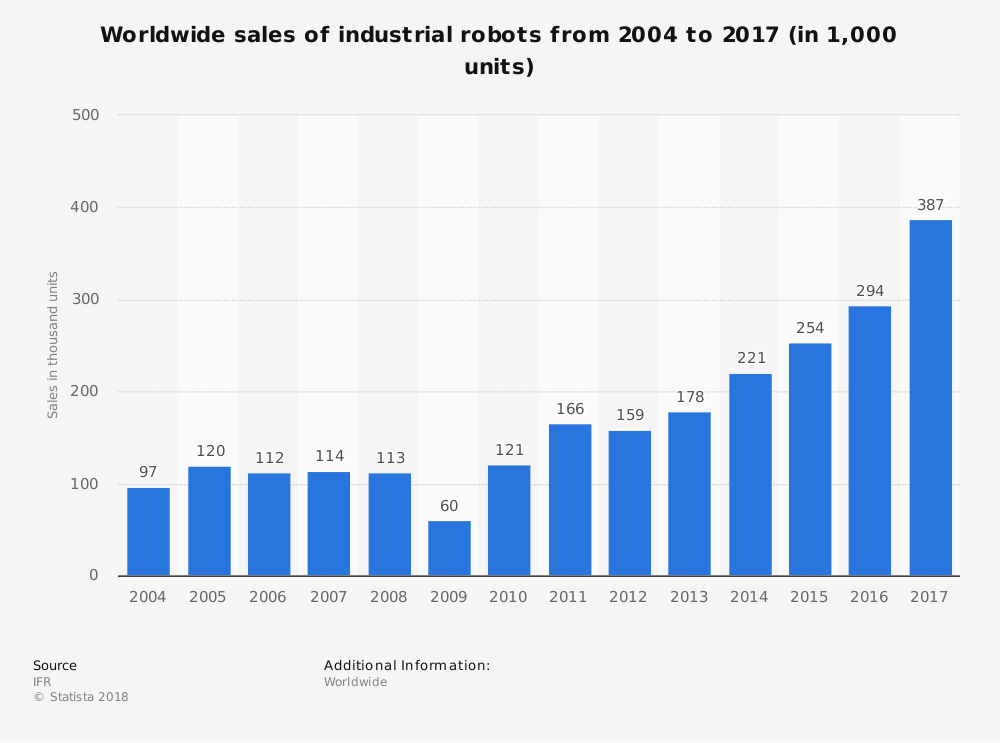 Worldwide sales of industrial robots from 2004 to 2017 (in 1,000
units)
Sales in thousand units
500
400
300
200
100
0
97
120
112
114
113
60
121
166
159
178
221
254
294
387
2004 2005 2006 2007 2008 2009 2010 2011 2012 2013 2014 2015 2016 2017
Source
IFR
© Statista 2018
Additional Information:
Worldwide